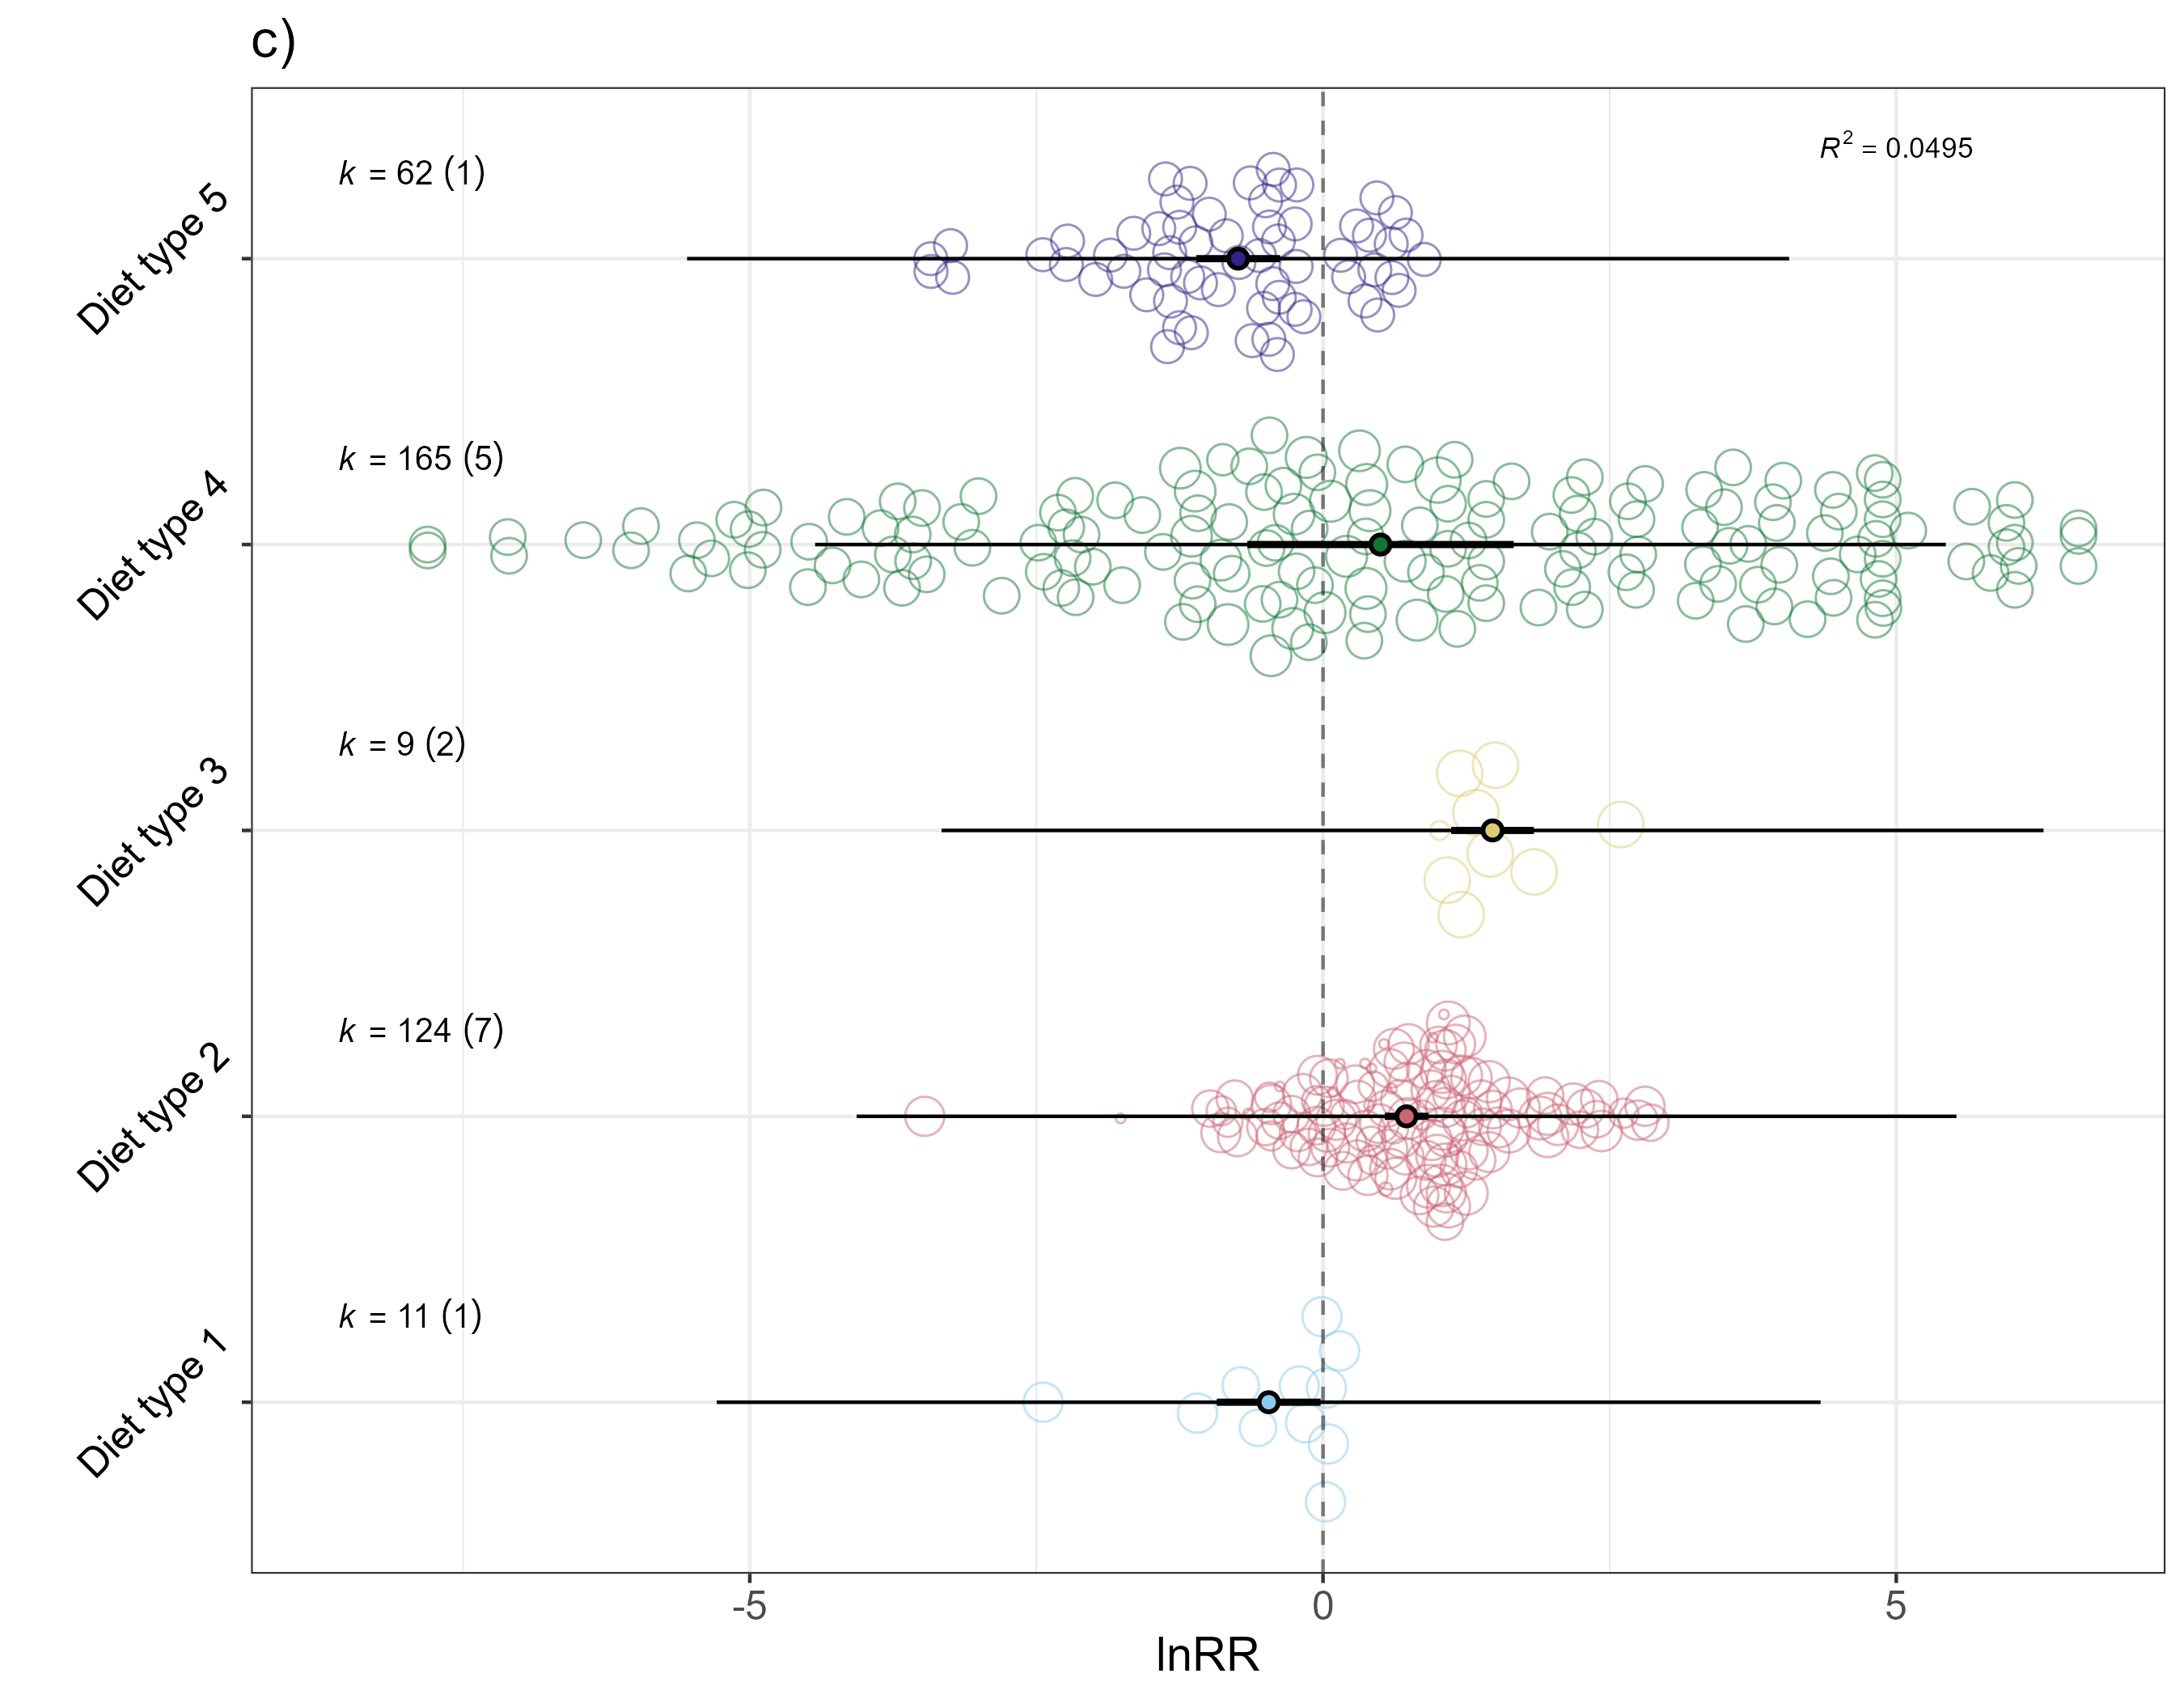 c)
R² = 0.0495
Diet type 5
k = 62 (1)
Diet type 4
k = 165 (5)
Diet type 3
k = 9 (2)
Diet type 2
k = 124 (7)
Diet type 1
k = 11 (1)
-5 0 5
lnRR